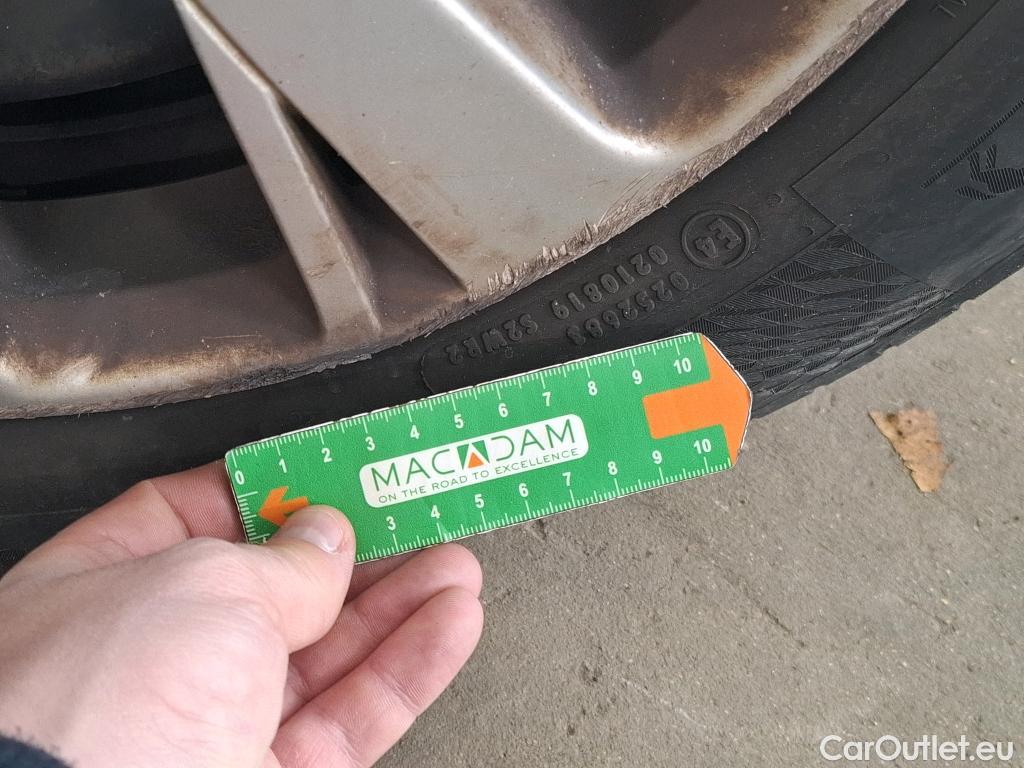 E4
0210819 S2WR2
0252683
0 1 2 3 4 5 6 7 8 9 10
MACADAM
ON THE ROAD TO EXCELLENCE
3 4 5 6 7 8 9 10
CarOutlet.eu